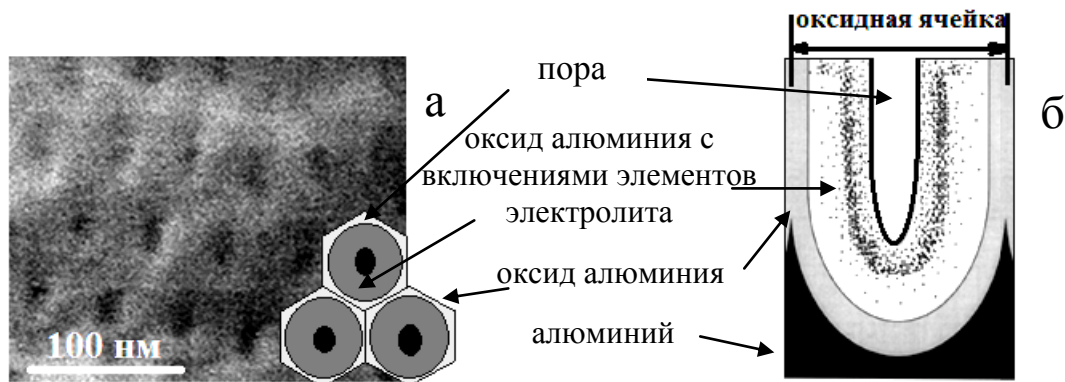 оксидная ячейка
пора
а
б
оксид алюминия с
включениями элементов
электролита
оксид алюминия
алюминий
100 нм